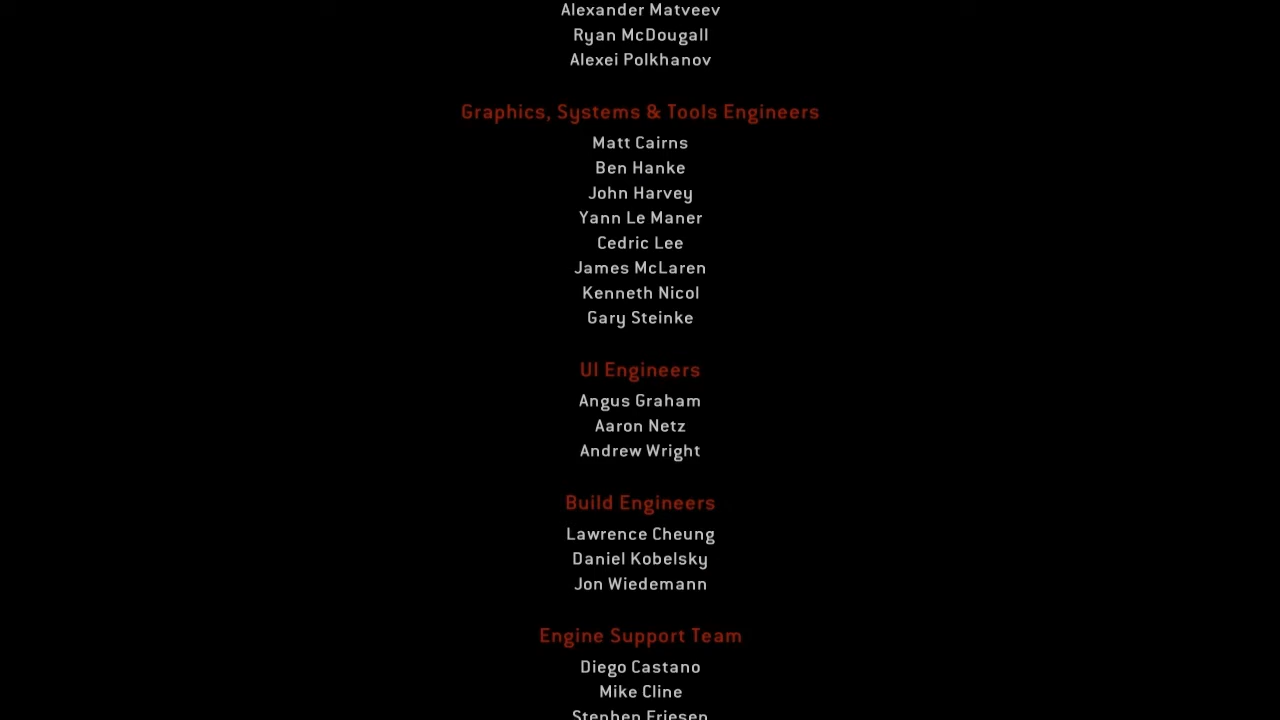 Alexander Matveev
Ryan McDougall
Alexei Polkhanov
Graphics, Systems & Tools Engineers
Matt Cairns
Ben Hanke
John Harvey
Yann Le Maner
Cedric Lee
James McLaren
Kenneth Nicol
Gary Steinke
UI Engineers
Angus Graham
Aaron Netz
Andrew Wright
Build Engineers
Lawrence Cheung
Daniel Kobelsky
Jon Wiedemann
Engine Support Team
Diego Castano
Mike Cline
Stephen Friesen